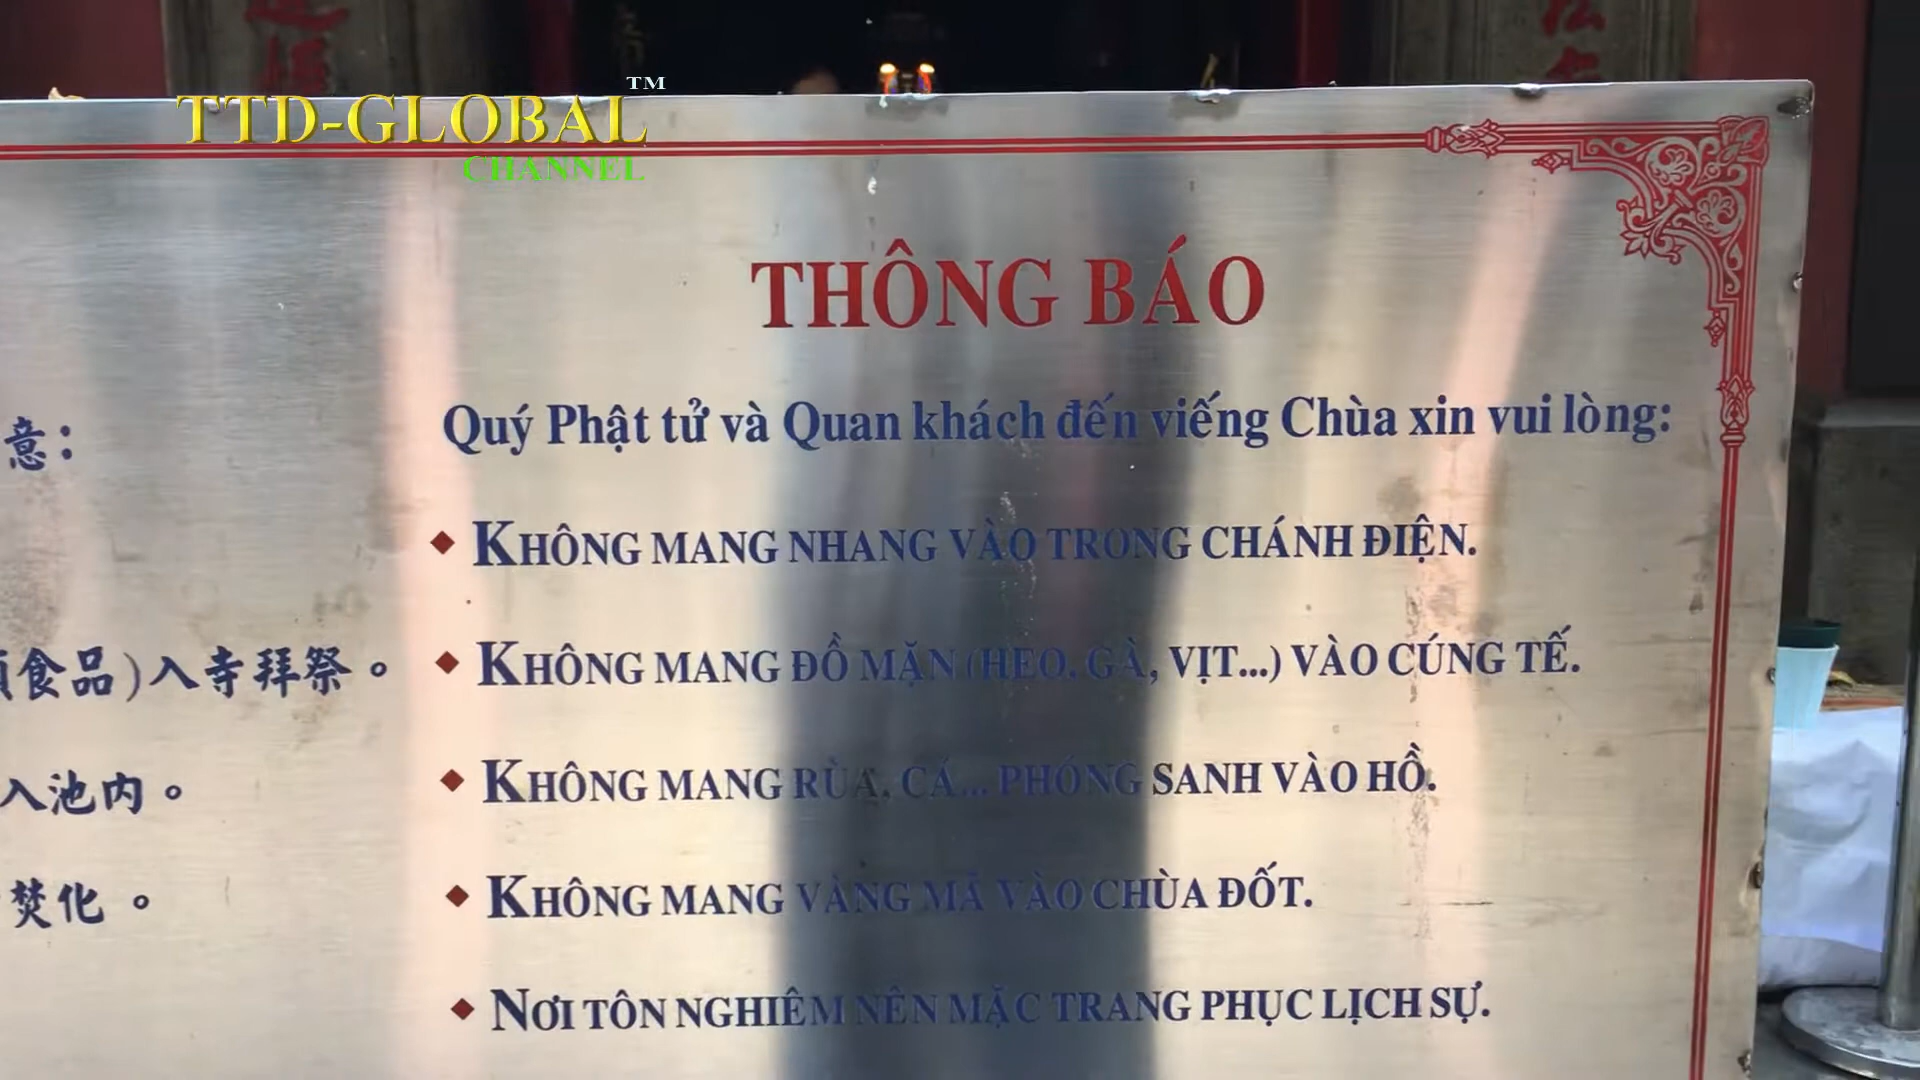 TTD-GLOBAL™
CHANNEL
THÔNG BÁO
意:
Quý Phật tử và Quan khách đến viếng Chùa xin vui lòng:
◆ KHÔNG MANG NHANG VÀO TRONG CHÁNH ĐIỆN.
食品)入寺拜祭。
◆ KHÔNG MANG ĐỒ MẶN (HEO. GÀ, VỊT...) VÀO CÚNG TẾ.
入池内。
◆ KHÔNG MANG RÙA, CÁ... PHÓNG SANH VÀO HỒ.
焚化。
◆ KHÔNG MANG VÀNG MÃ VÀO CHÙA ĐỐT.
◆ NƠI TÔN NGHIÊM NÊN MẶC TRANG PHỤC LỊCH SỰ.